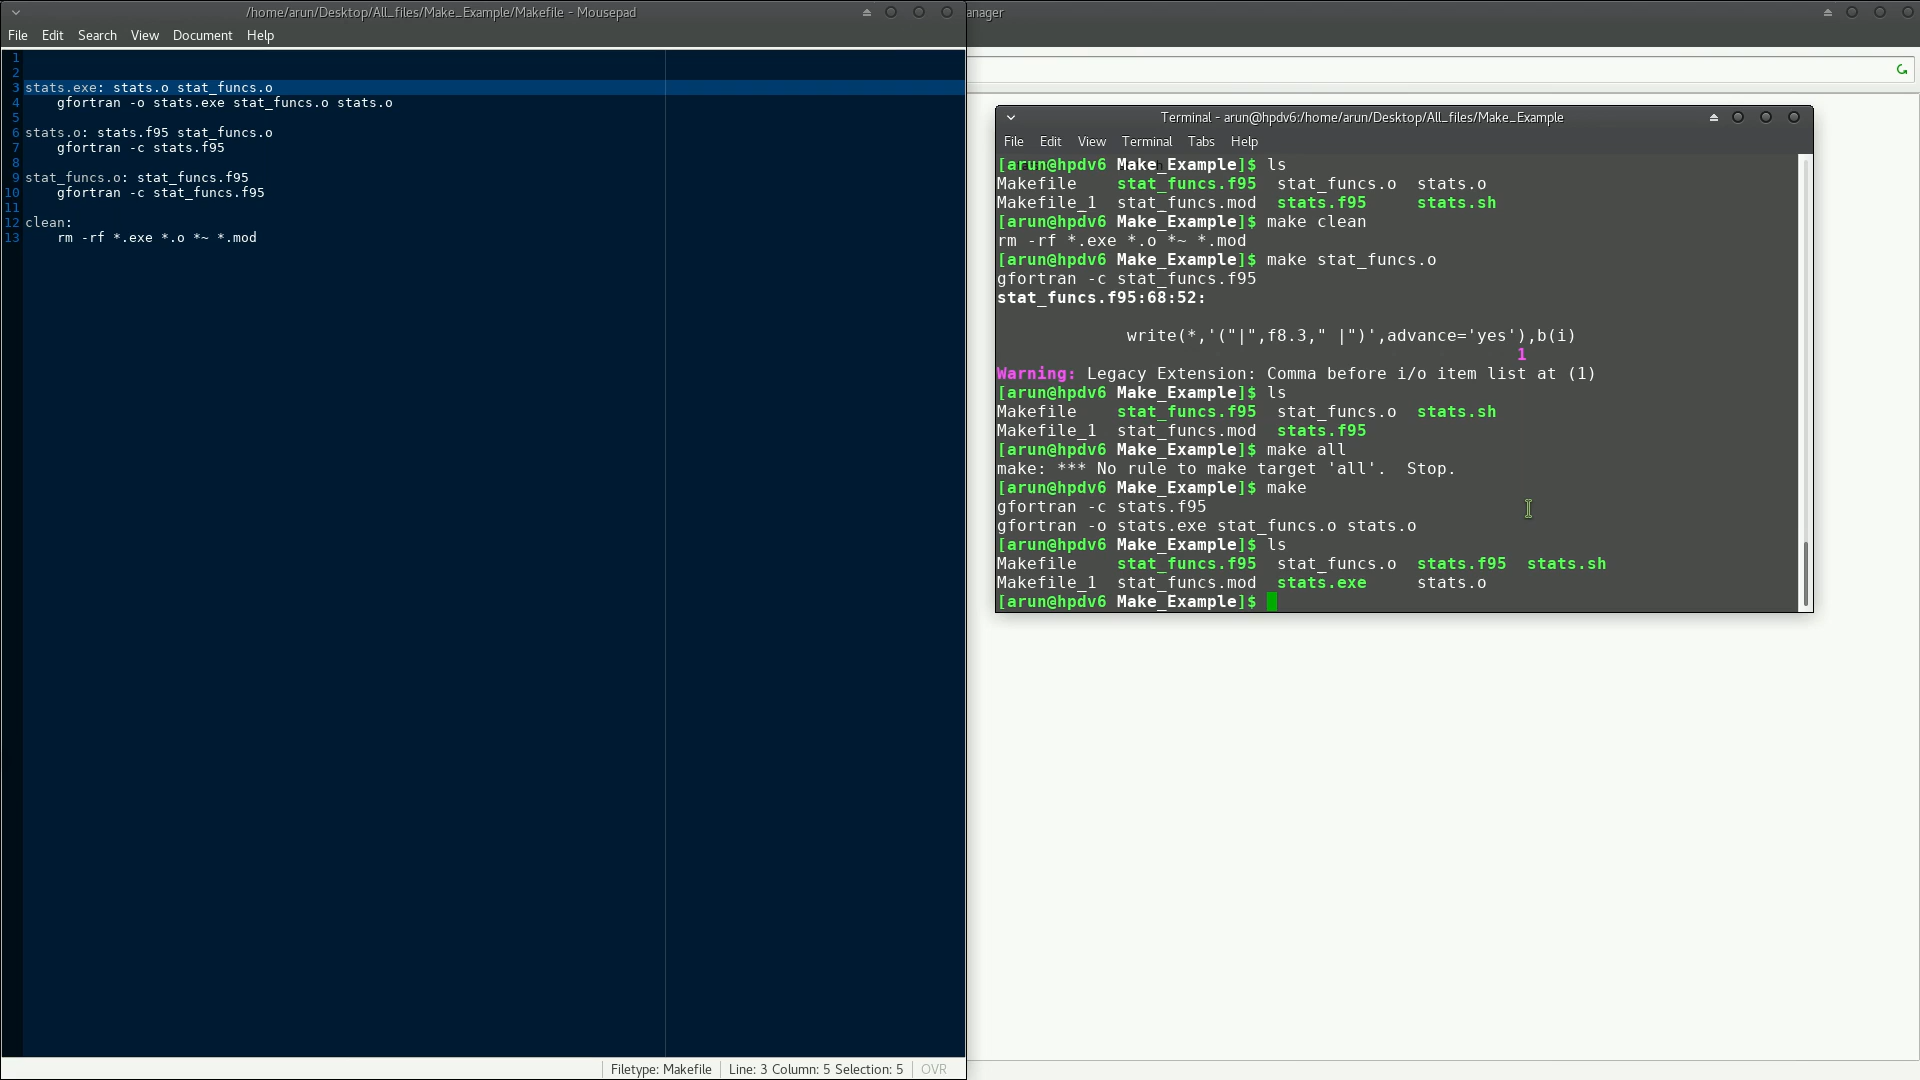 /home/arun/Desktop/All_files/Make_Example/Makefile - Mousepad
File Edit Search View Document Help
1
2
3 stats.exe: stats.o stat_funcs.o
4 gfortran -o stats.exe stat_funcs.o stats.o
5
6 stats.o: stats.f95 stat_funcs.o
7 gfortran -c stats.f95
8
9 stat_funcs.o: stat_funcs.f95
10 gfortran -c stat_funcs.f95
11
12 clean:
13 rm -rf *.exe *.o *~ *.mod
Filetype: Makefile Line: 3 Column: 5 Selection: 5 OVR
anager
Terminal - arun@hpdv6:/home/arun/Desktop/All_files/Make_Example
File Edit View Terminal Tabs Help
[arun@hpdv6 Make_Example]$ ls
Makefile stat_funcs.f95 stat_funcs.o stats.o
Makefile_1 stat_funcs.mod stats.f95 stats.sh
[arun@hpdv6 Make_Example]$ make clean
rm -rf *.exe *.o *~ *.mod
[arun@hpdv6 Make_Example]$ make stat_funcs.o
gfortran -c stat_funcs.f95
stat_funcs.f95:68:52:
write(*,'("|",f8.3," |")',advance='yes'),b(i)
1
Warning: Legacy Extension: Comma before i/o item list at (1)
[arun@hpdv6 Make_Example]$ ls
Makefile stat_funcs.f95 stat_funcs.o stats.sh
Makefile_1 stat_funcs.mod stats.f95
[arun@hpdv6 Make_Example]$ make all
make: *** No rule to make target 'all'. Stop.
[arun@hpdv6 Make_Example]$ make
gfortran -c stats.f95
gfortran -o stats.exe stat_funcs.o stats.o
[arun@hpdv6 Make_Example]$ ls
Makefile stat_funcs.f95 stat_funcs.o stats.f95 stats.sh
Makefile_1 stat_funcs.mod stats.exe stats.o
[arun@hpdv6 Make_Example]$